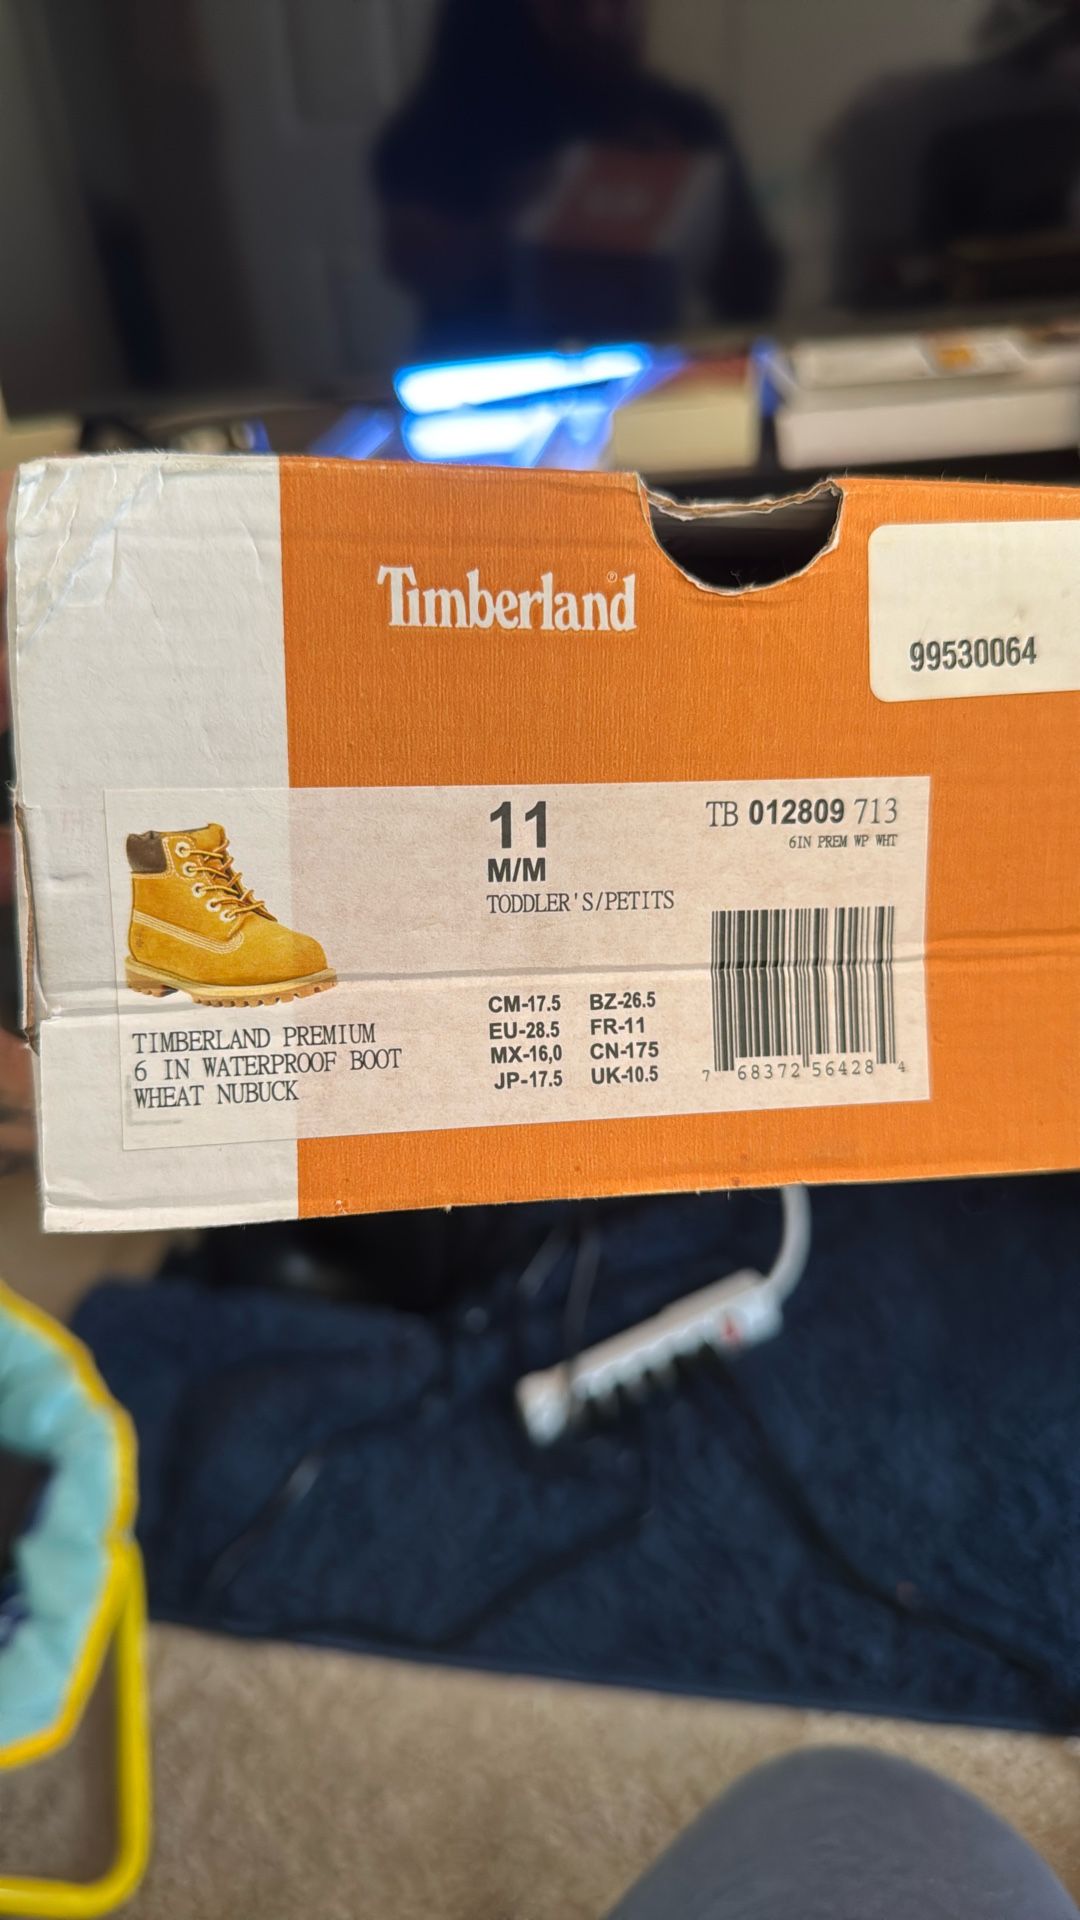 Timberland®
99530064
11
M/M
TODDLER'S/PETITS
TB 012809 713
6IN PREM WP WHT
TIMBERLAND PREMIUM
6 IN WATERPROOF BOOT
WHEAT NUBUCK
CM-17.5 BZ-26.5
EU-28.5 FR-11
MX-16,0 CN-175
JP-17.5 UK-10.5
7 68372 56428 4